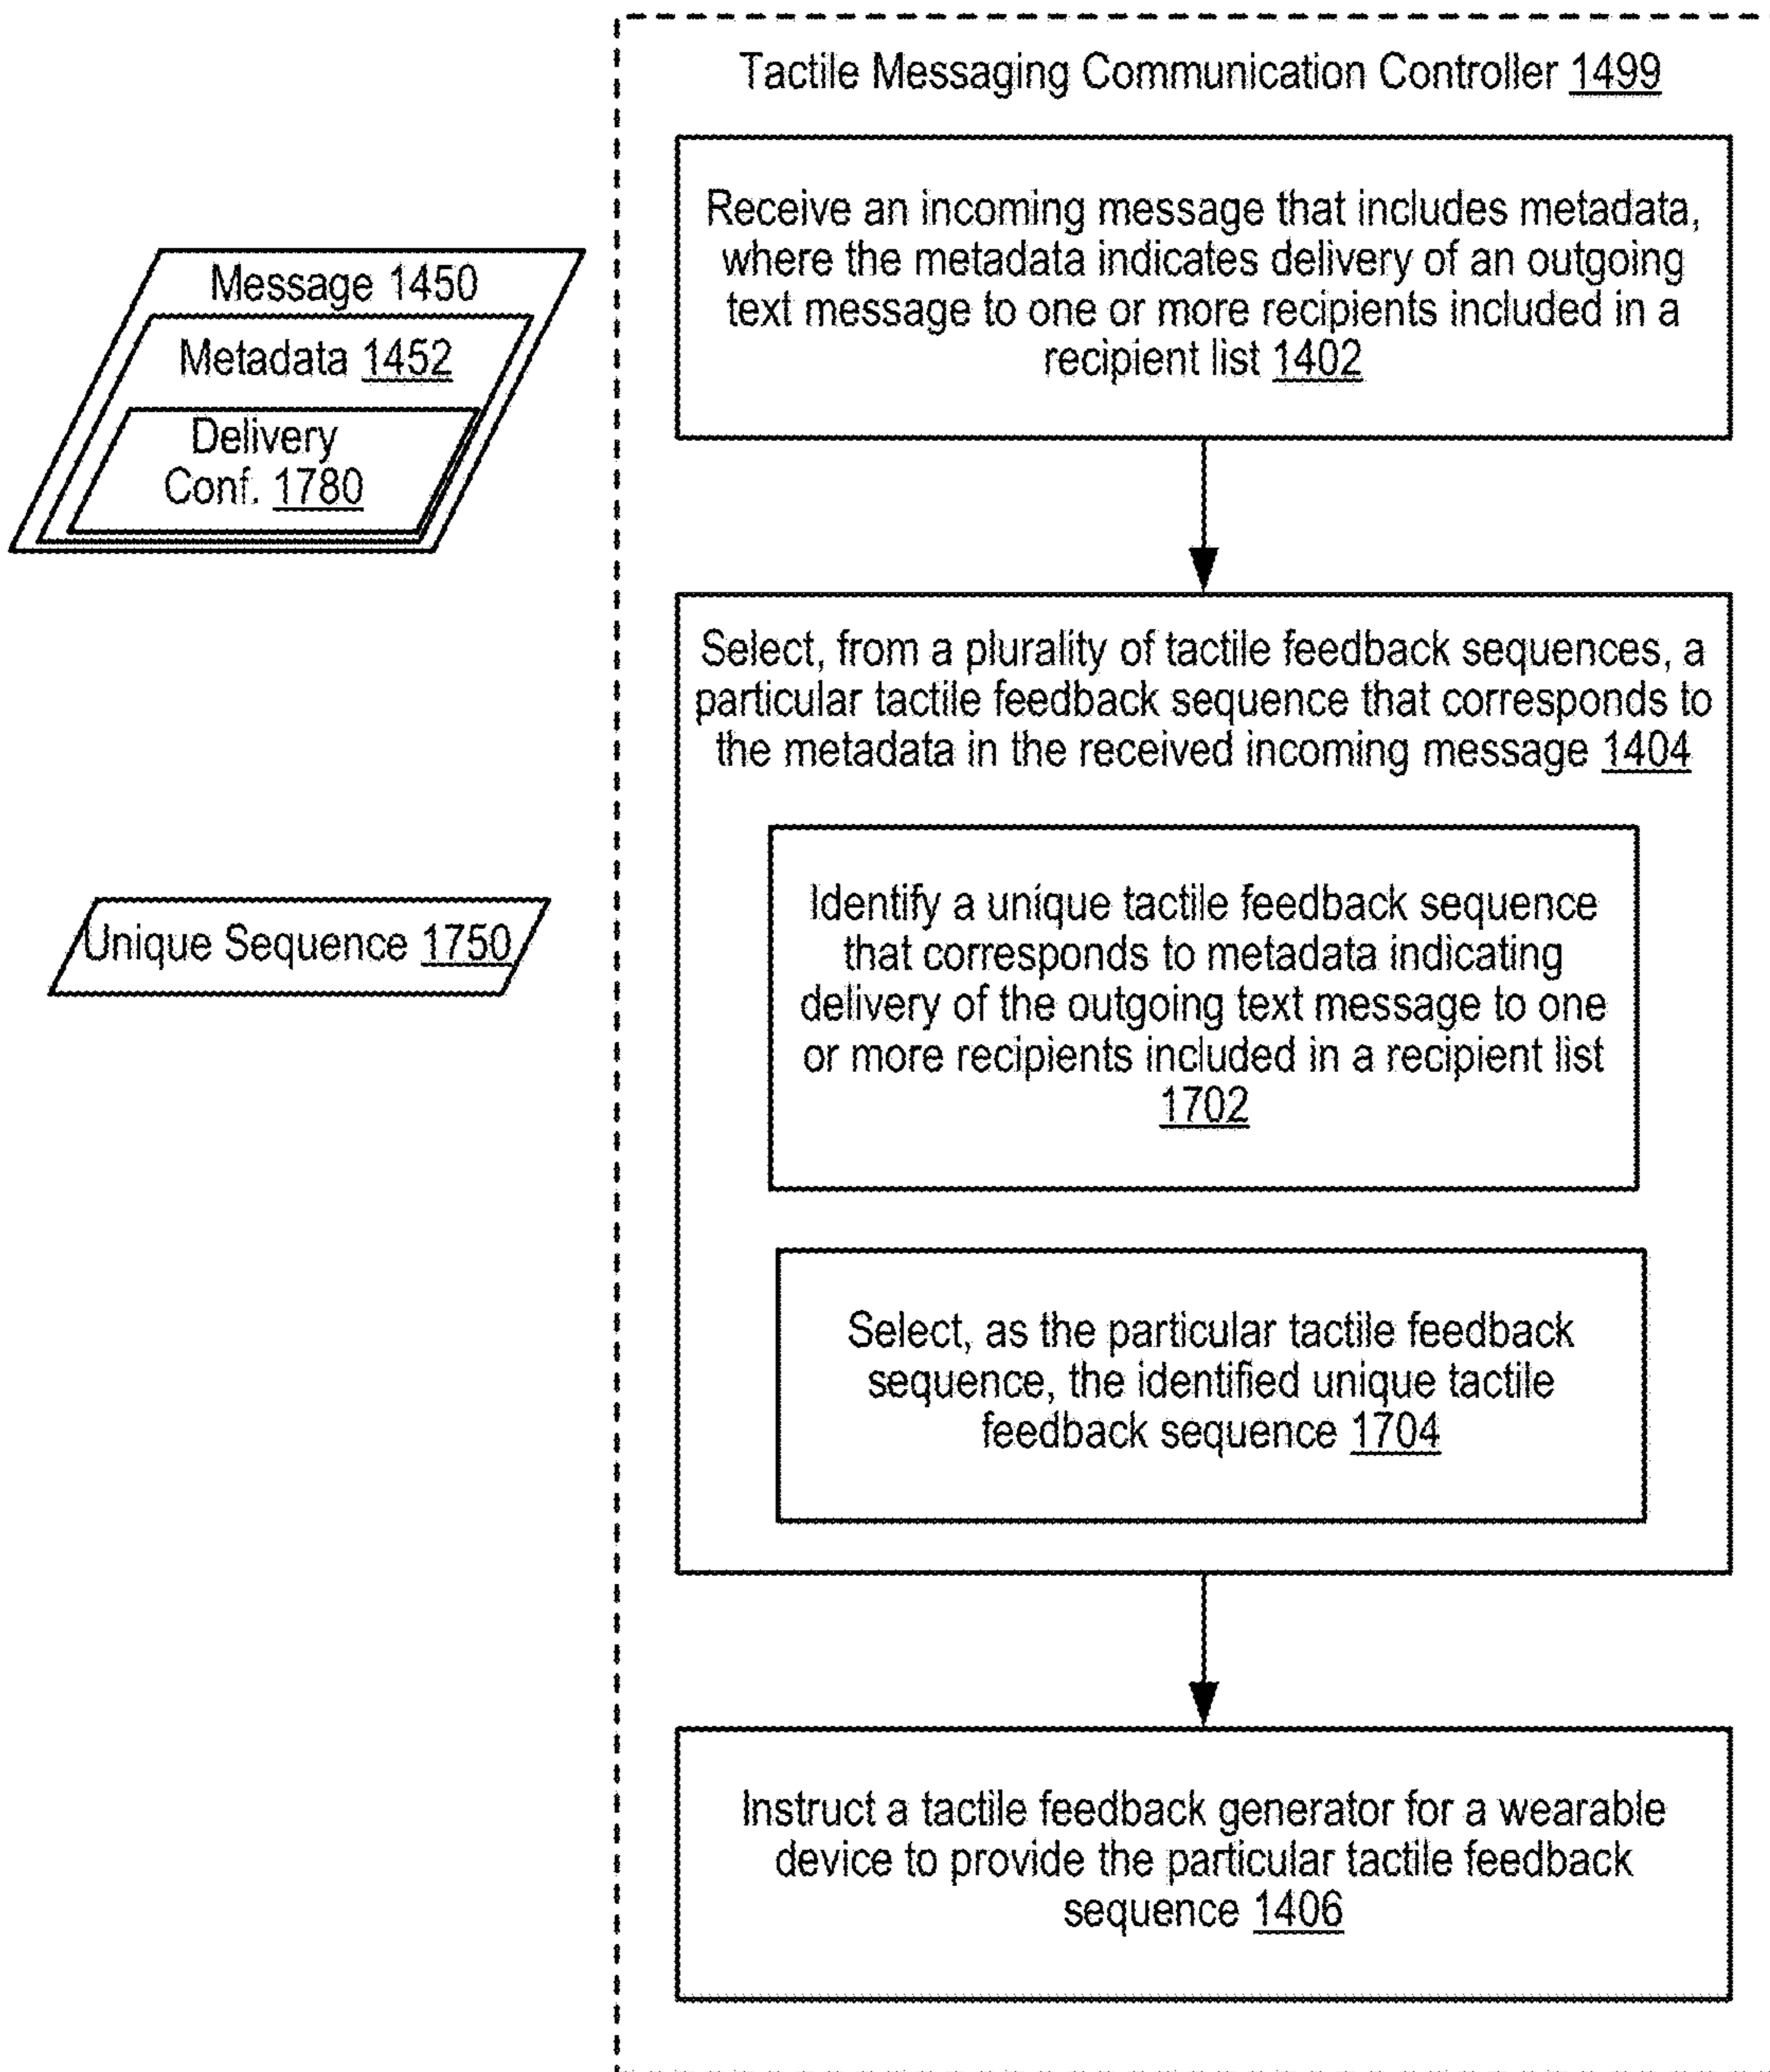 Tactile Messaging Communication Controller 1499
Receive an incoming message that includes metadata,
where the metadata indicates delivery of an outgoing
text message to one or more recipients included in a
recipient list 1402
Message 1450
Metadata 1452
Delivery
Conf. 1780
Select, from a plurality of tactile feedback sequences, a
particular tactile feedback sequence that corresponds to
the metadata in the received incoming message 1404
Identify a unique tactile feedback sequence
that corresponds to metadata indicating
delivery of the outgoing text message to one
or more recipients included in a recipient list
1702
Unique Sequence 1750
Select, as the particular tactile feedback
sequence, the identified unique tactile
feedback sequence 1704
Instruct a tactile feedback generator for a wearable
device to provide the particular tactile feedback
sequence 1406